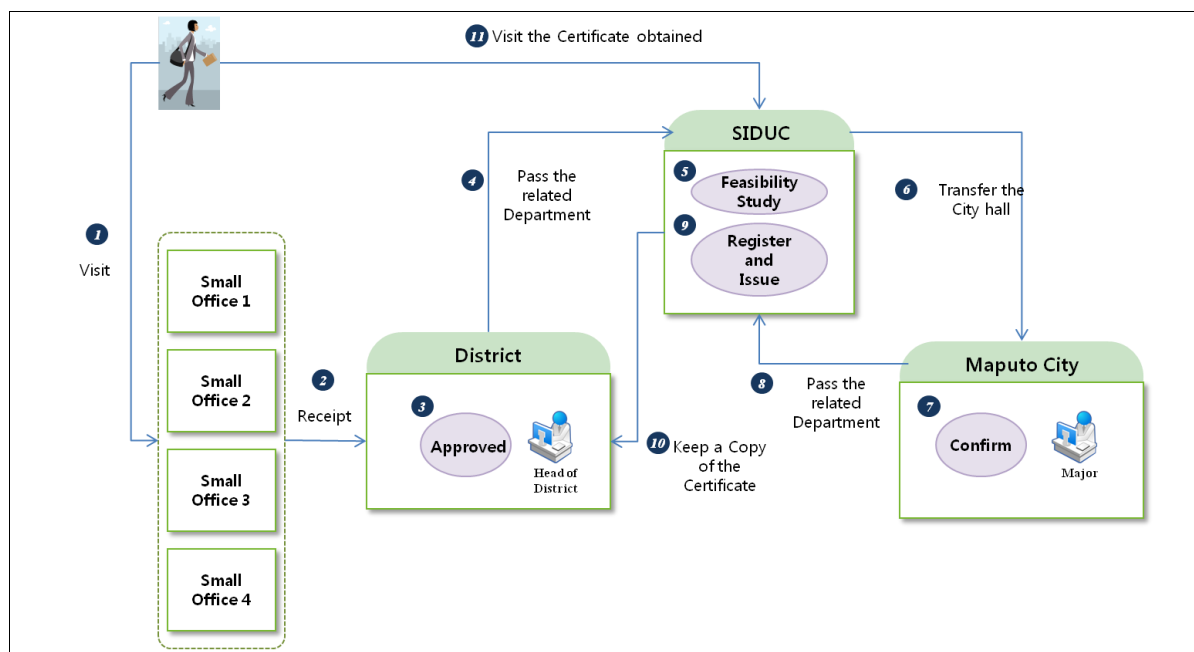 11 Visit the Certificate obtained
SIDUC
4
Pass the
related
Department
5
Feasibility
Study
6
Transfer the
City hall
9
Register
and
Issue
1
Visit
Small
Office 1
Small
Office 2
Small
Office 3
Small
Office 4
2
Receipt
District
3
Approved
Head of
District
10
Keep a Copy
of the
Certificate
8
Pass the
related
Department
Maputo City
7
Confirm
Major